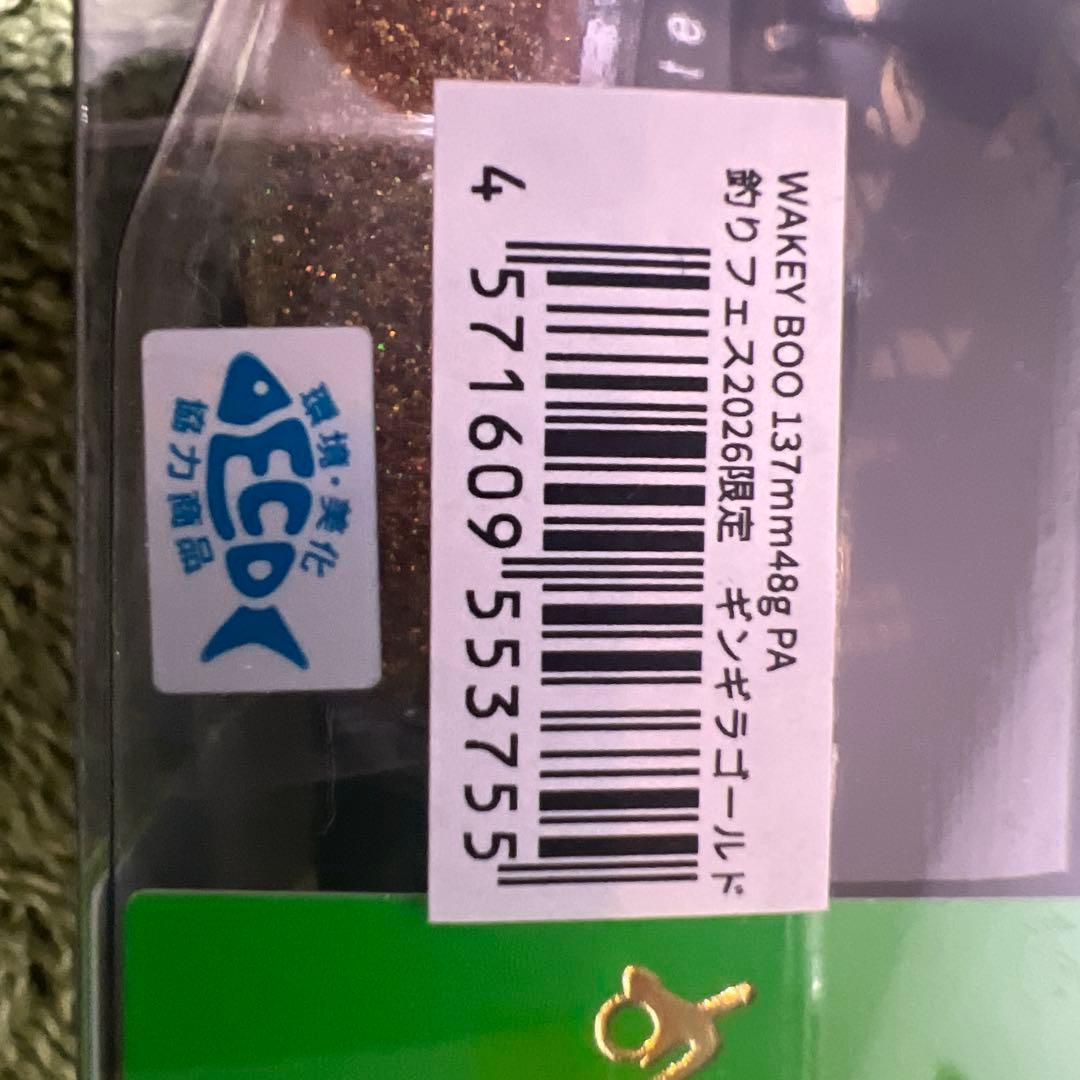 WAKEY BOO 137mm48g PA
釣りフェス2026限定 ギンギラゴールド
4 571609 553755
環境・美化
ECO
協力商品